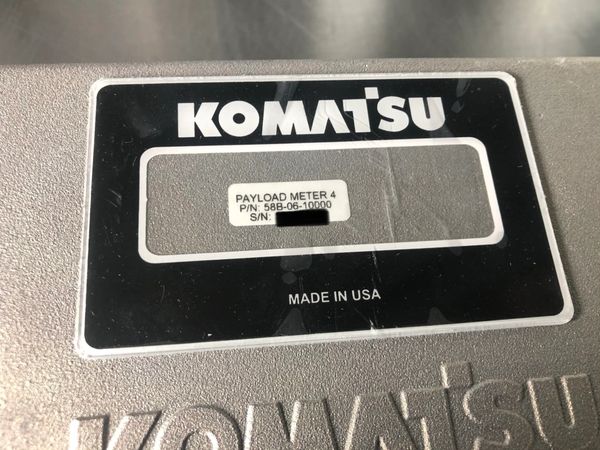 KOMATSU
PAYLOAD METER 4
P/N: 58B-06-10000
S/N:
MADE IN USA
KOMATSU